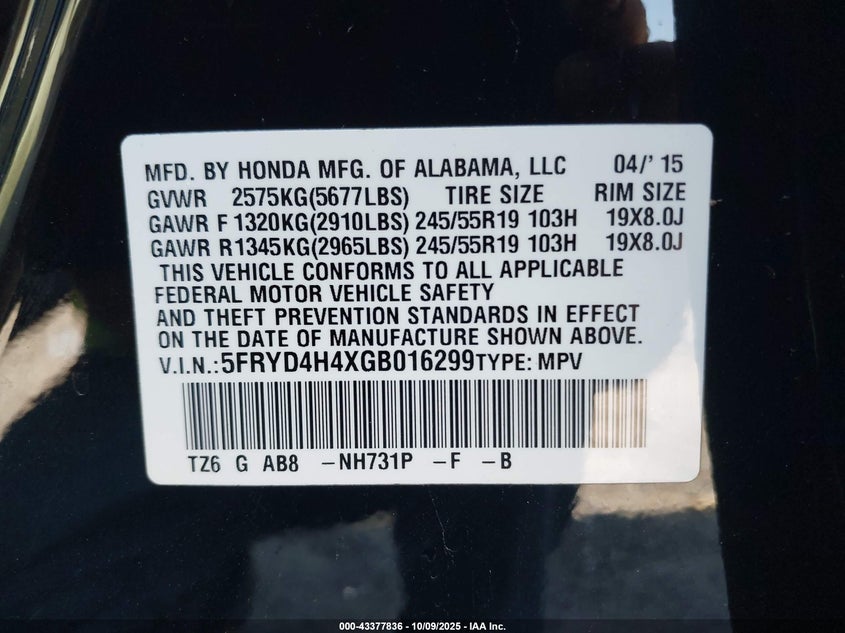 MFD. BY HONDA MFG. OF ALABAMA, LLC 04/' 15
GVWR 2575KG(5677LBS) TIRE SIZE RIM SIZE
GAWR F 1320KG(2910LBS) 245/55R19 103H 19X8.0J
GAWR R1345KG(2965LBS) 245/55R19 103H 19X8.0J
THIS VEHICLE CONFORMS TO ALL APPLICABLE
FEDERAL MOTOR VEHICLE SAFETY
AND THEFT PREVENTION STANDARDS IN EFFECT
ON THE DATE OF MANUFACTURE SHOWN ABOVE.
V.I.N.:5FRYD4H4XGB016299TYPE: MPV
TZ6 G AB8 -NH731P -F -B
000-43377836 - 10/09/2025 - IAA Inc.